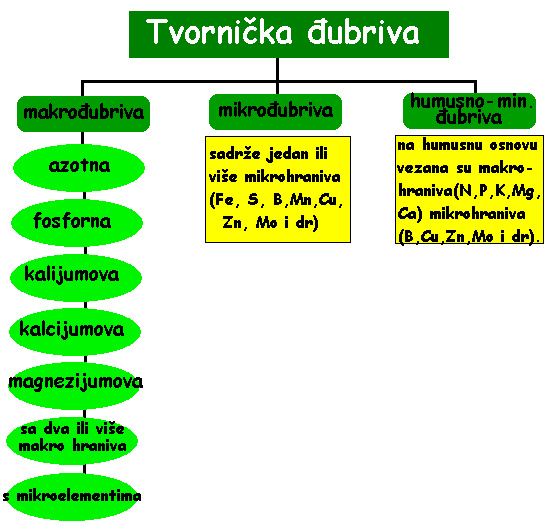 Tvornička đubriva
makrođubriva
mikrođubriva
humusno-min.
đubriva
azotna
fosforna
kalijumova
kalcijumova
magnezijumova
sa dva ili više
makro hraniva
s mikroelementima
sadrže jedan ili
više mikrohraniva
(Fe, S, B,Mn,Cu,
Zn, Mo i dr)
na humusnu osnovu
vezana su makro-
hraniva(N,P,K,Mg,
Ca) mikrohraniva
(B,Cu,Zn,Mo i dr).